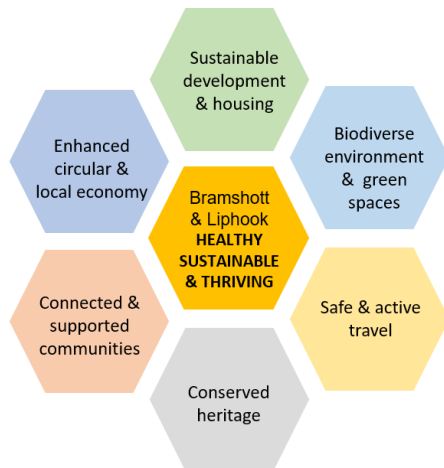 Sustainable
development
& housing
Enhanced
circular &
local economy
Biodiverse
environment
& green
spaces
Bramshott
& Liphook
HEALTHY
SUSTAINABLE
& THRIVING
Connected &
supported
communities
Safe & active
travel
Conserved
heritage